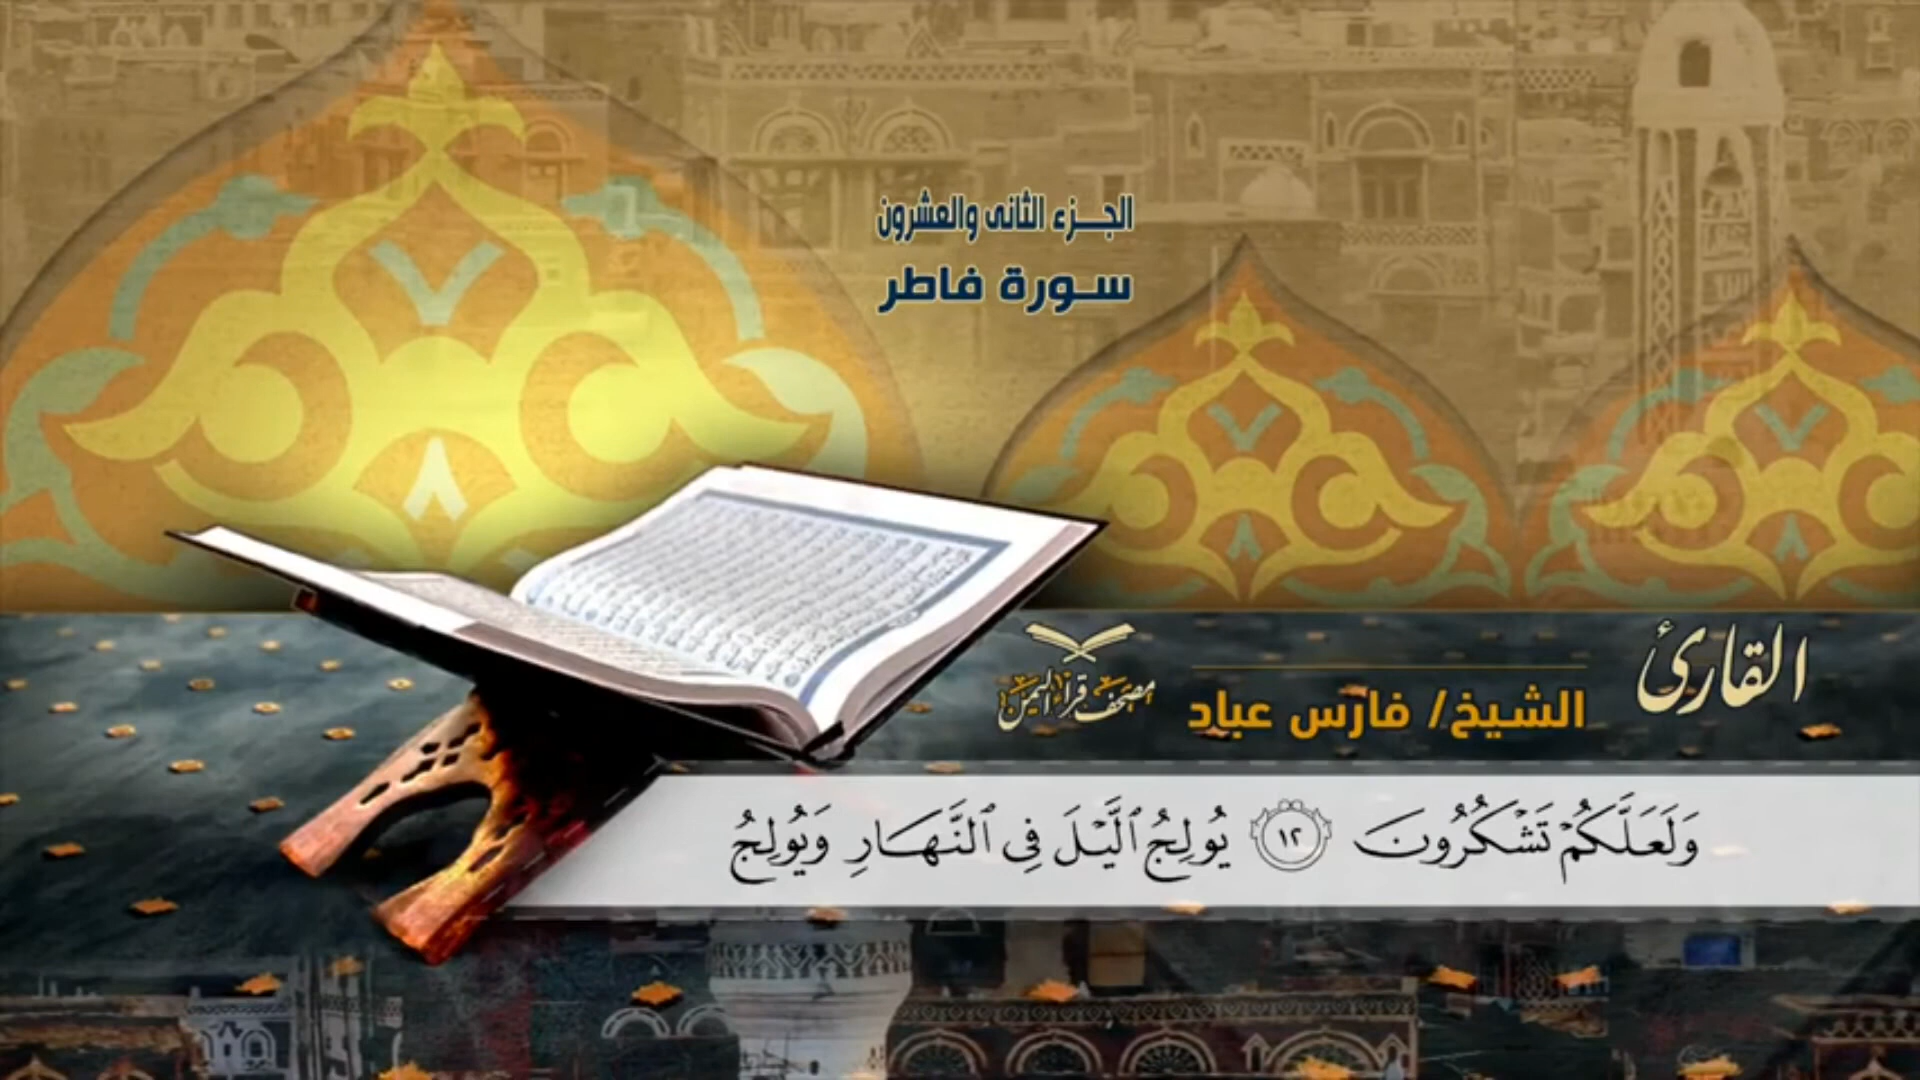 الجزء الثانى والعشرون
سورة فاطر
القارئ
الشيخ/ فارس عباد
مصحف قراء اليمن
وَلَعَلَّكُمْ تَشْكُرُونَ ١٢ يُولِجُ ٱلَّيْلَ فِى ٱلنَّهَارِ وَيُولِجُ